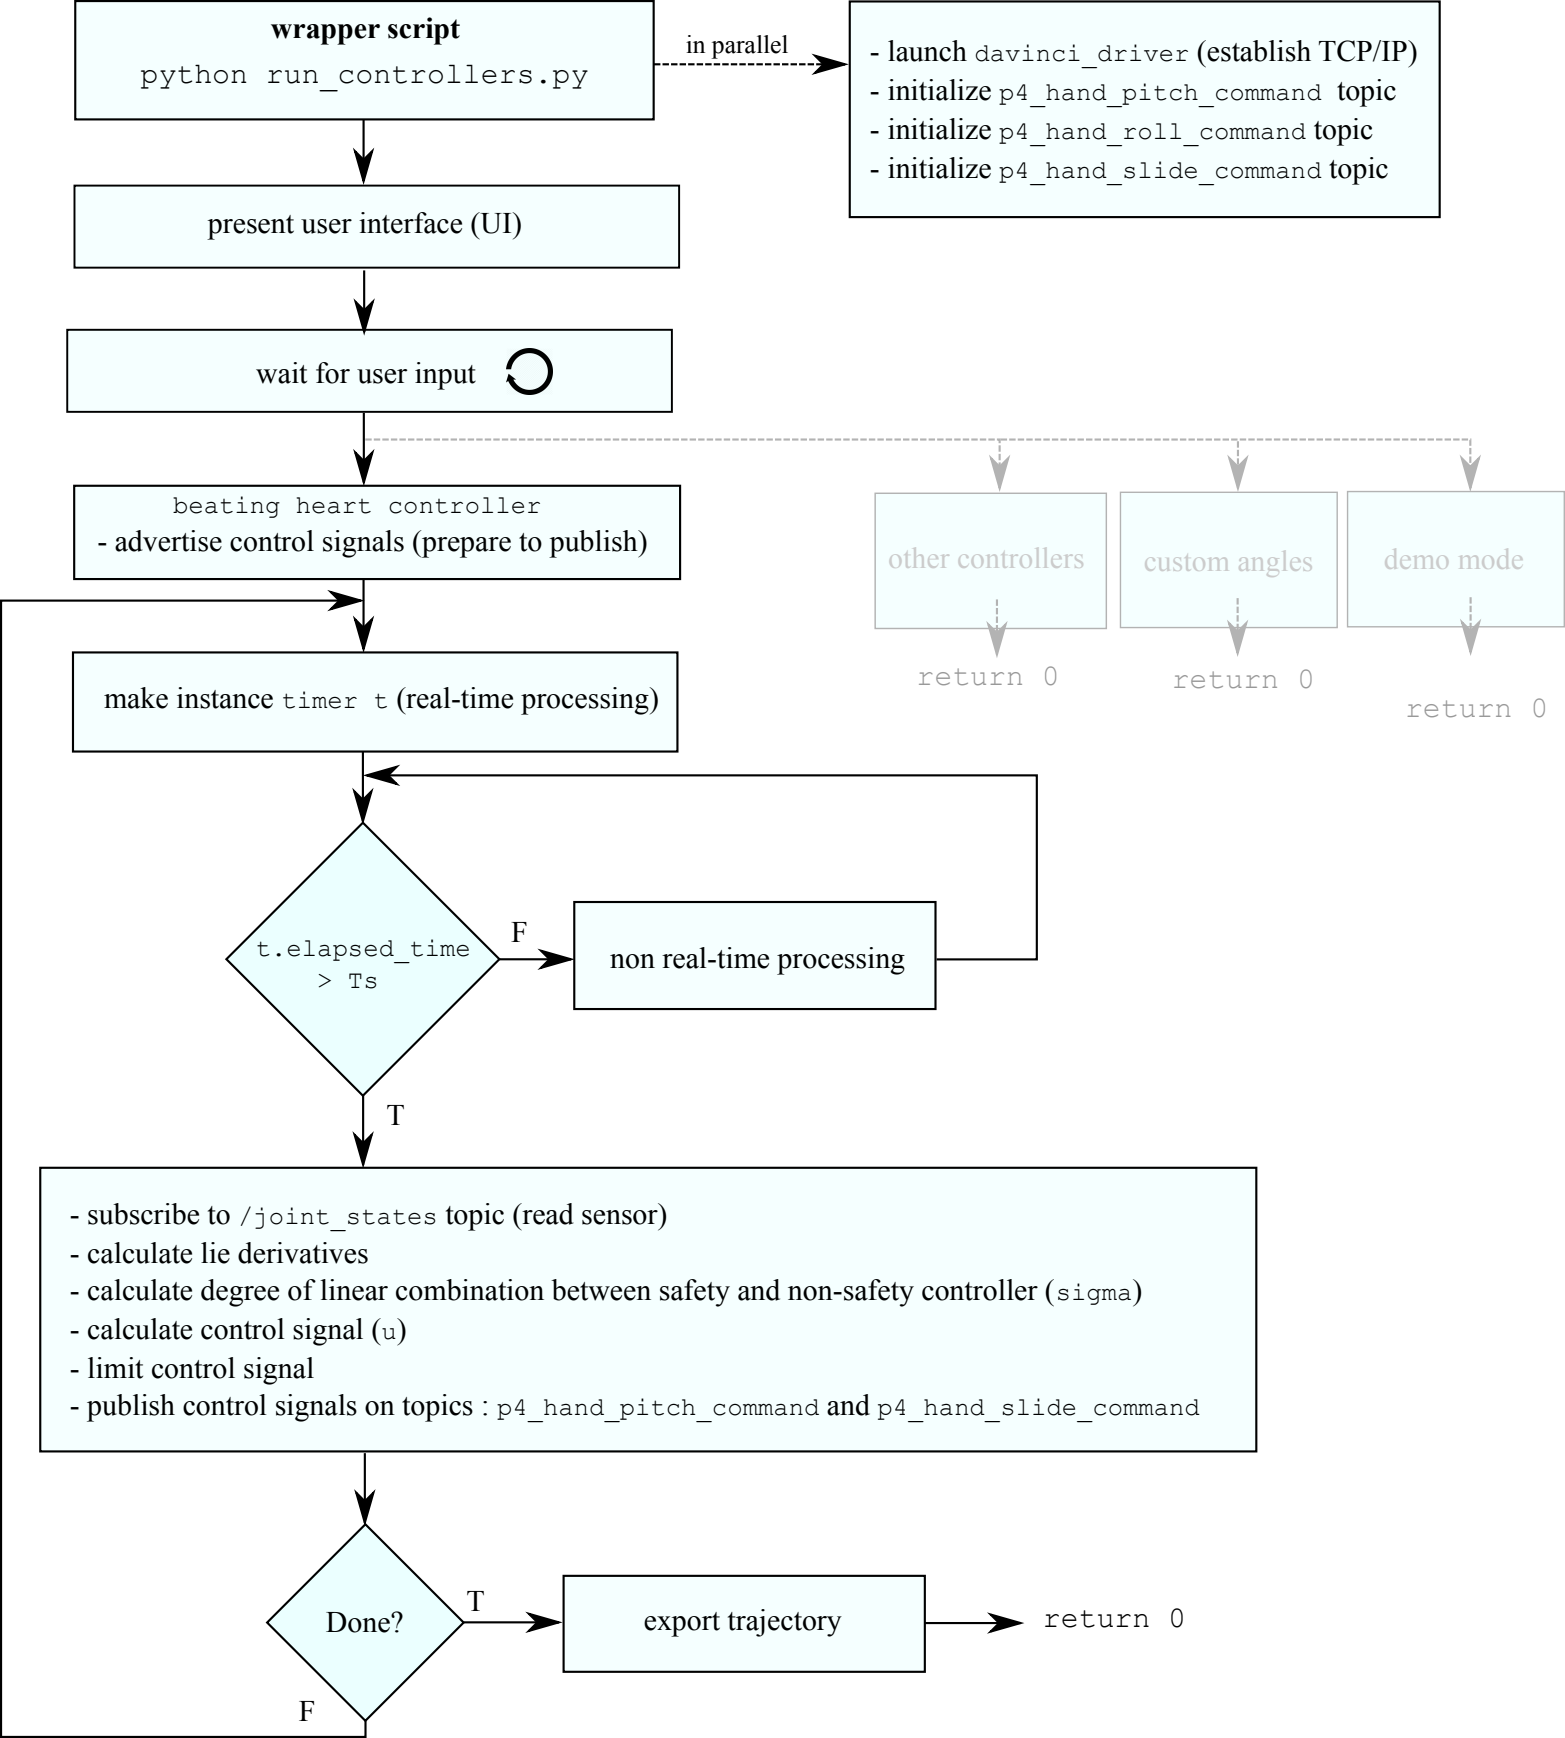 wrapper script
python run_controllers.py
in parallel
- launch davinci_driver (establish TCP/IP)
- initialize p4_hand_pitch_command topic
- initialize p4_hand_roll_command topic
- initialize p4_hand_slide_command topic
present user interface (UI)
wait for user input
beating heart controller
- advertise control signals (prepare to publish)
other controllers
custom angles
demo mode
return 0
return 0
return 0
make instance timer t (real-time processing)
t.elapsed_time
> Ts
F
non real-time processing
T
- subscribe to /joint_states topic (read sensor)
- calculate lie derivatives
- calculate degree of linear combination between safety and non-safety controller (sigma)
- calculate control signal (u)
- limit control signal
- publish control signals on topics : p4_hand_pitch_command and p4_hand_slide_command
Done?
T
export trajectory
return 0
F